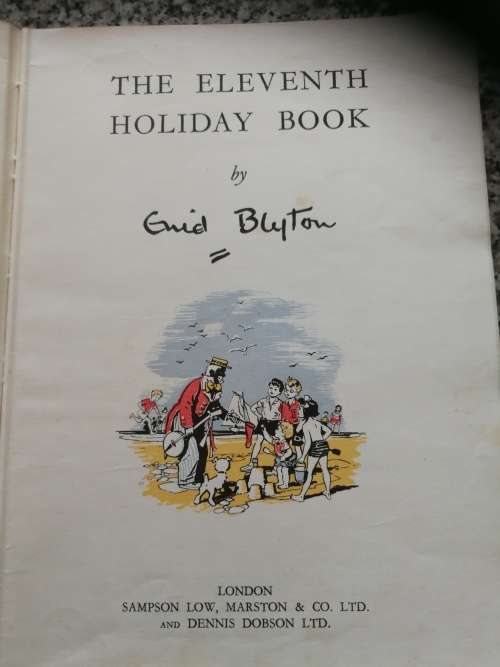 THE ELEVENTH
HOLIDAY BOOK
by
Enid Blyton
LONDON
SAMPSON LOW, MARSTON & CO. LTD.
AND DENNIS DOBSON LTD.